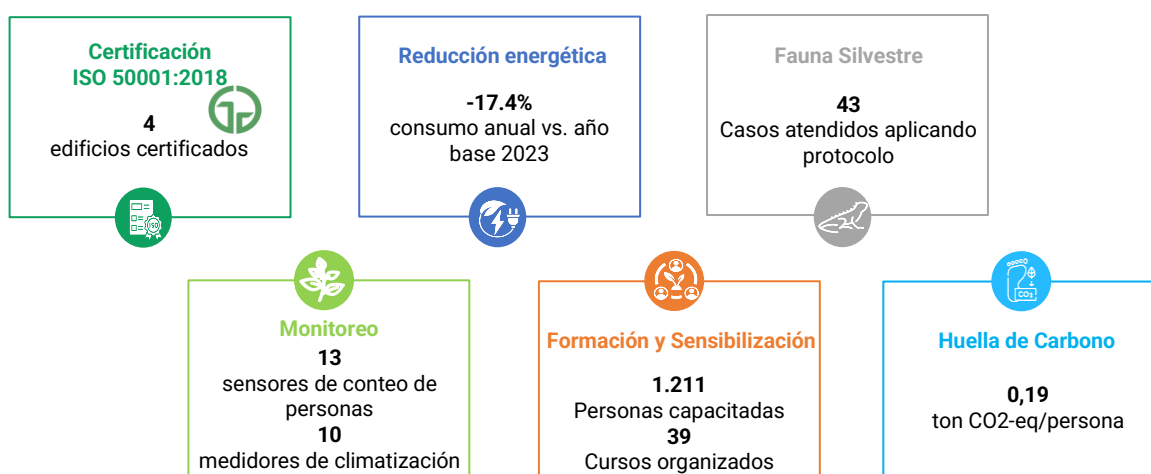 Certificación
ISO 50001:2018
4
edificios certificados
ISO
Reducción energética
-17.4%
consumo anual vs. año
base 2023
Fauna Silvestre
43
Casos atendidos aplicando
protocolo
Monitoreo
13
sensores de conteo de
personas
10
medidores de climatización
Formación y Sensibilización
1.211
Personas capacitadas
39
Cursos organizados
CO2
Huella de Carbono
0,19
ton CO2-eq/persona